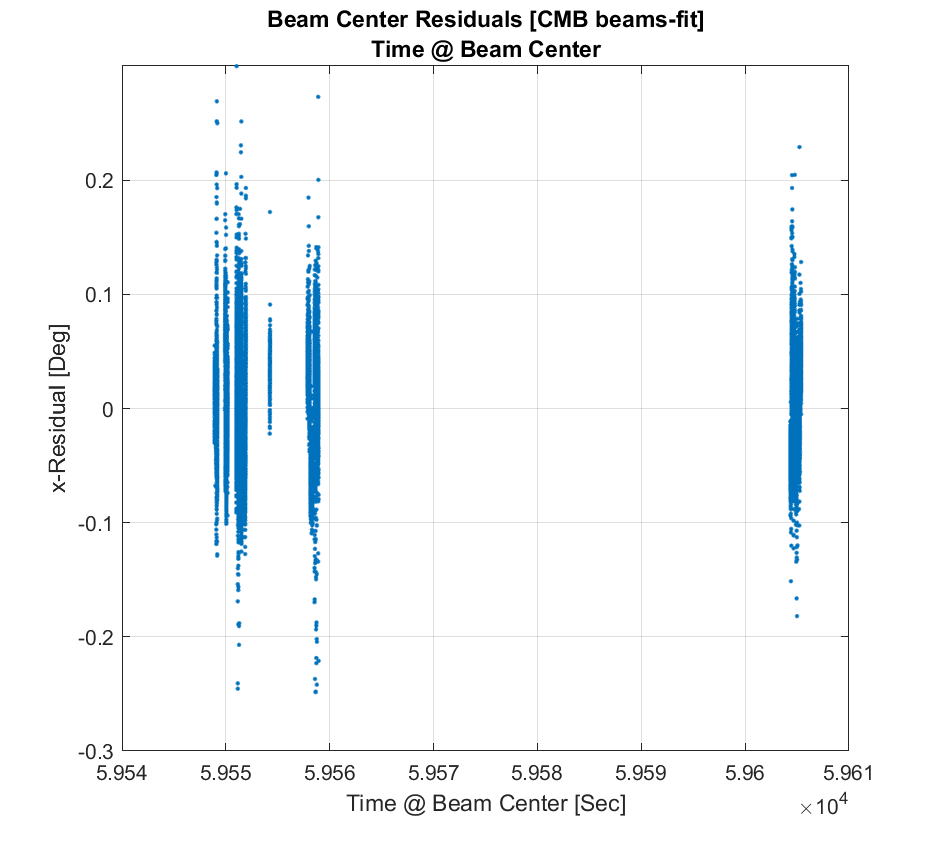 Beam Center Residuals [CMB beams-fit]
Time @ Beam Center
x-Residual [Deg]
0.2
0.1
0
-0.1
-0.2
-0.3
5.954 5.955 5.956 5.957 5.958 5.959 5.96 5.961
Time @ Beam Center [Sec]
×10⁴